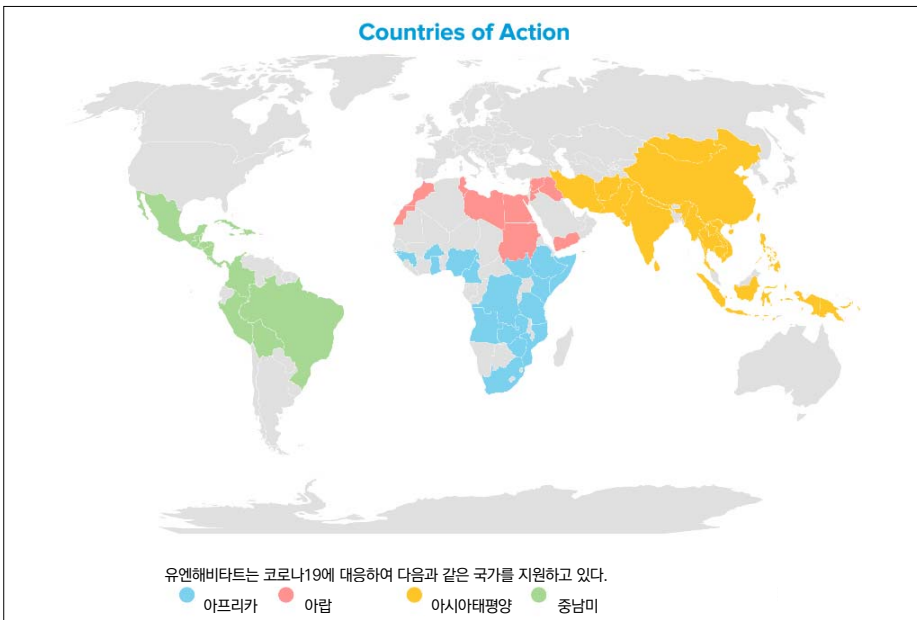 Countries of Action
유엔해비타트는 코로나19에 대응하여 다음과 같은 국가를 지원하고 있다.
아프리카 아랍 아시아태평양 중남미